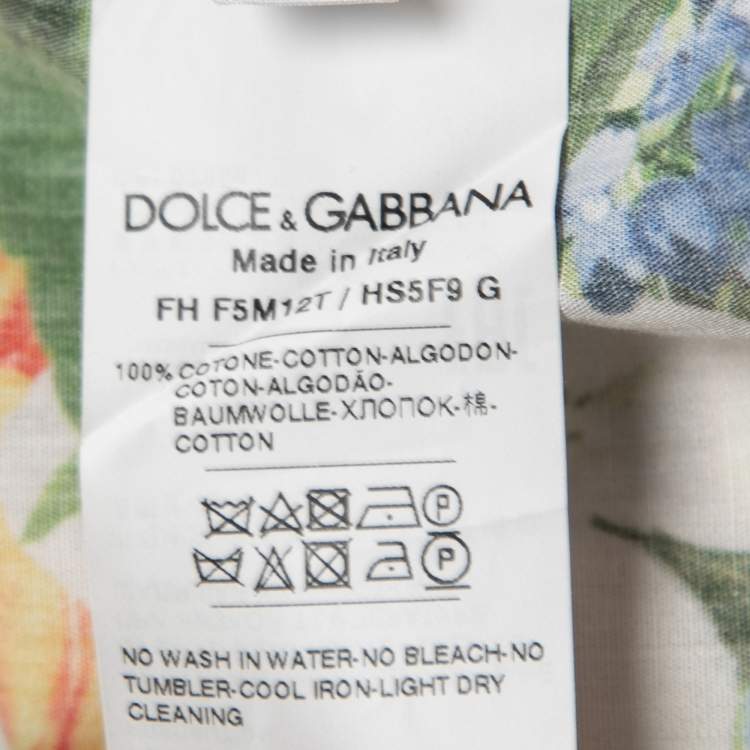 DOLCE & GABBANA
Made in Italy
FH F5M12T / HS5F9 G
100% COTONE-COTTON-ALGODON-
COTON-ALGODÃO-
BAUMWOLLE-ХЛОПОК-棉-
COTTON
P
P
NO WASH IN WATER-NO BLEACH-NO
TUMBLER-COOL IRON-LIGHT DRY
CLEANING